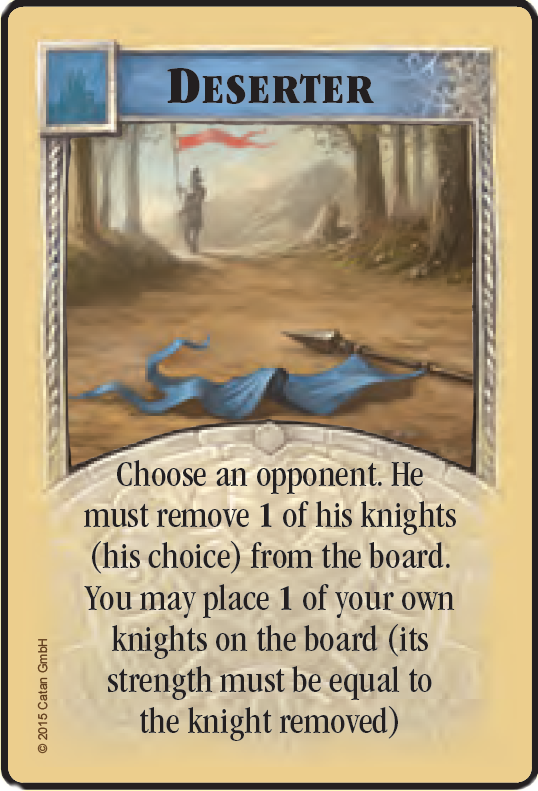 DESERTER
Choose an opponent. He
must remove 1 of his knights
(his choice) from the board.
You may place 1 of your own
knights on the board (its
strength must be equal to
the knight removed)
© 2015 Catan GmbH